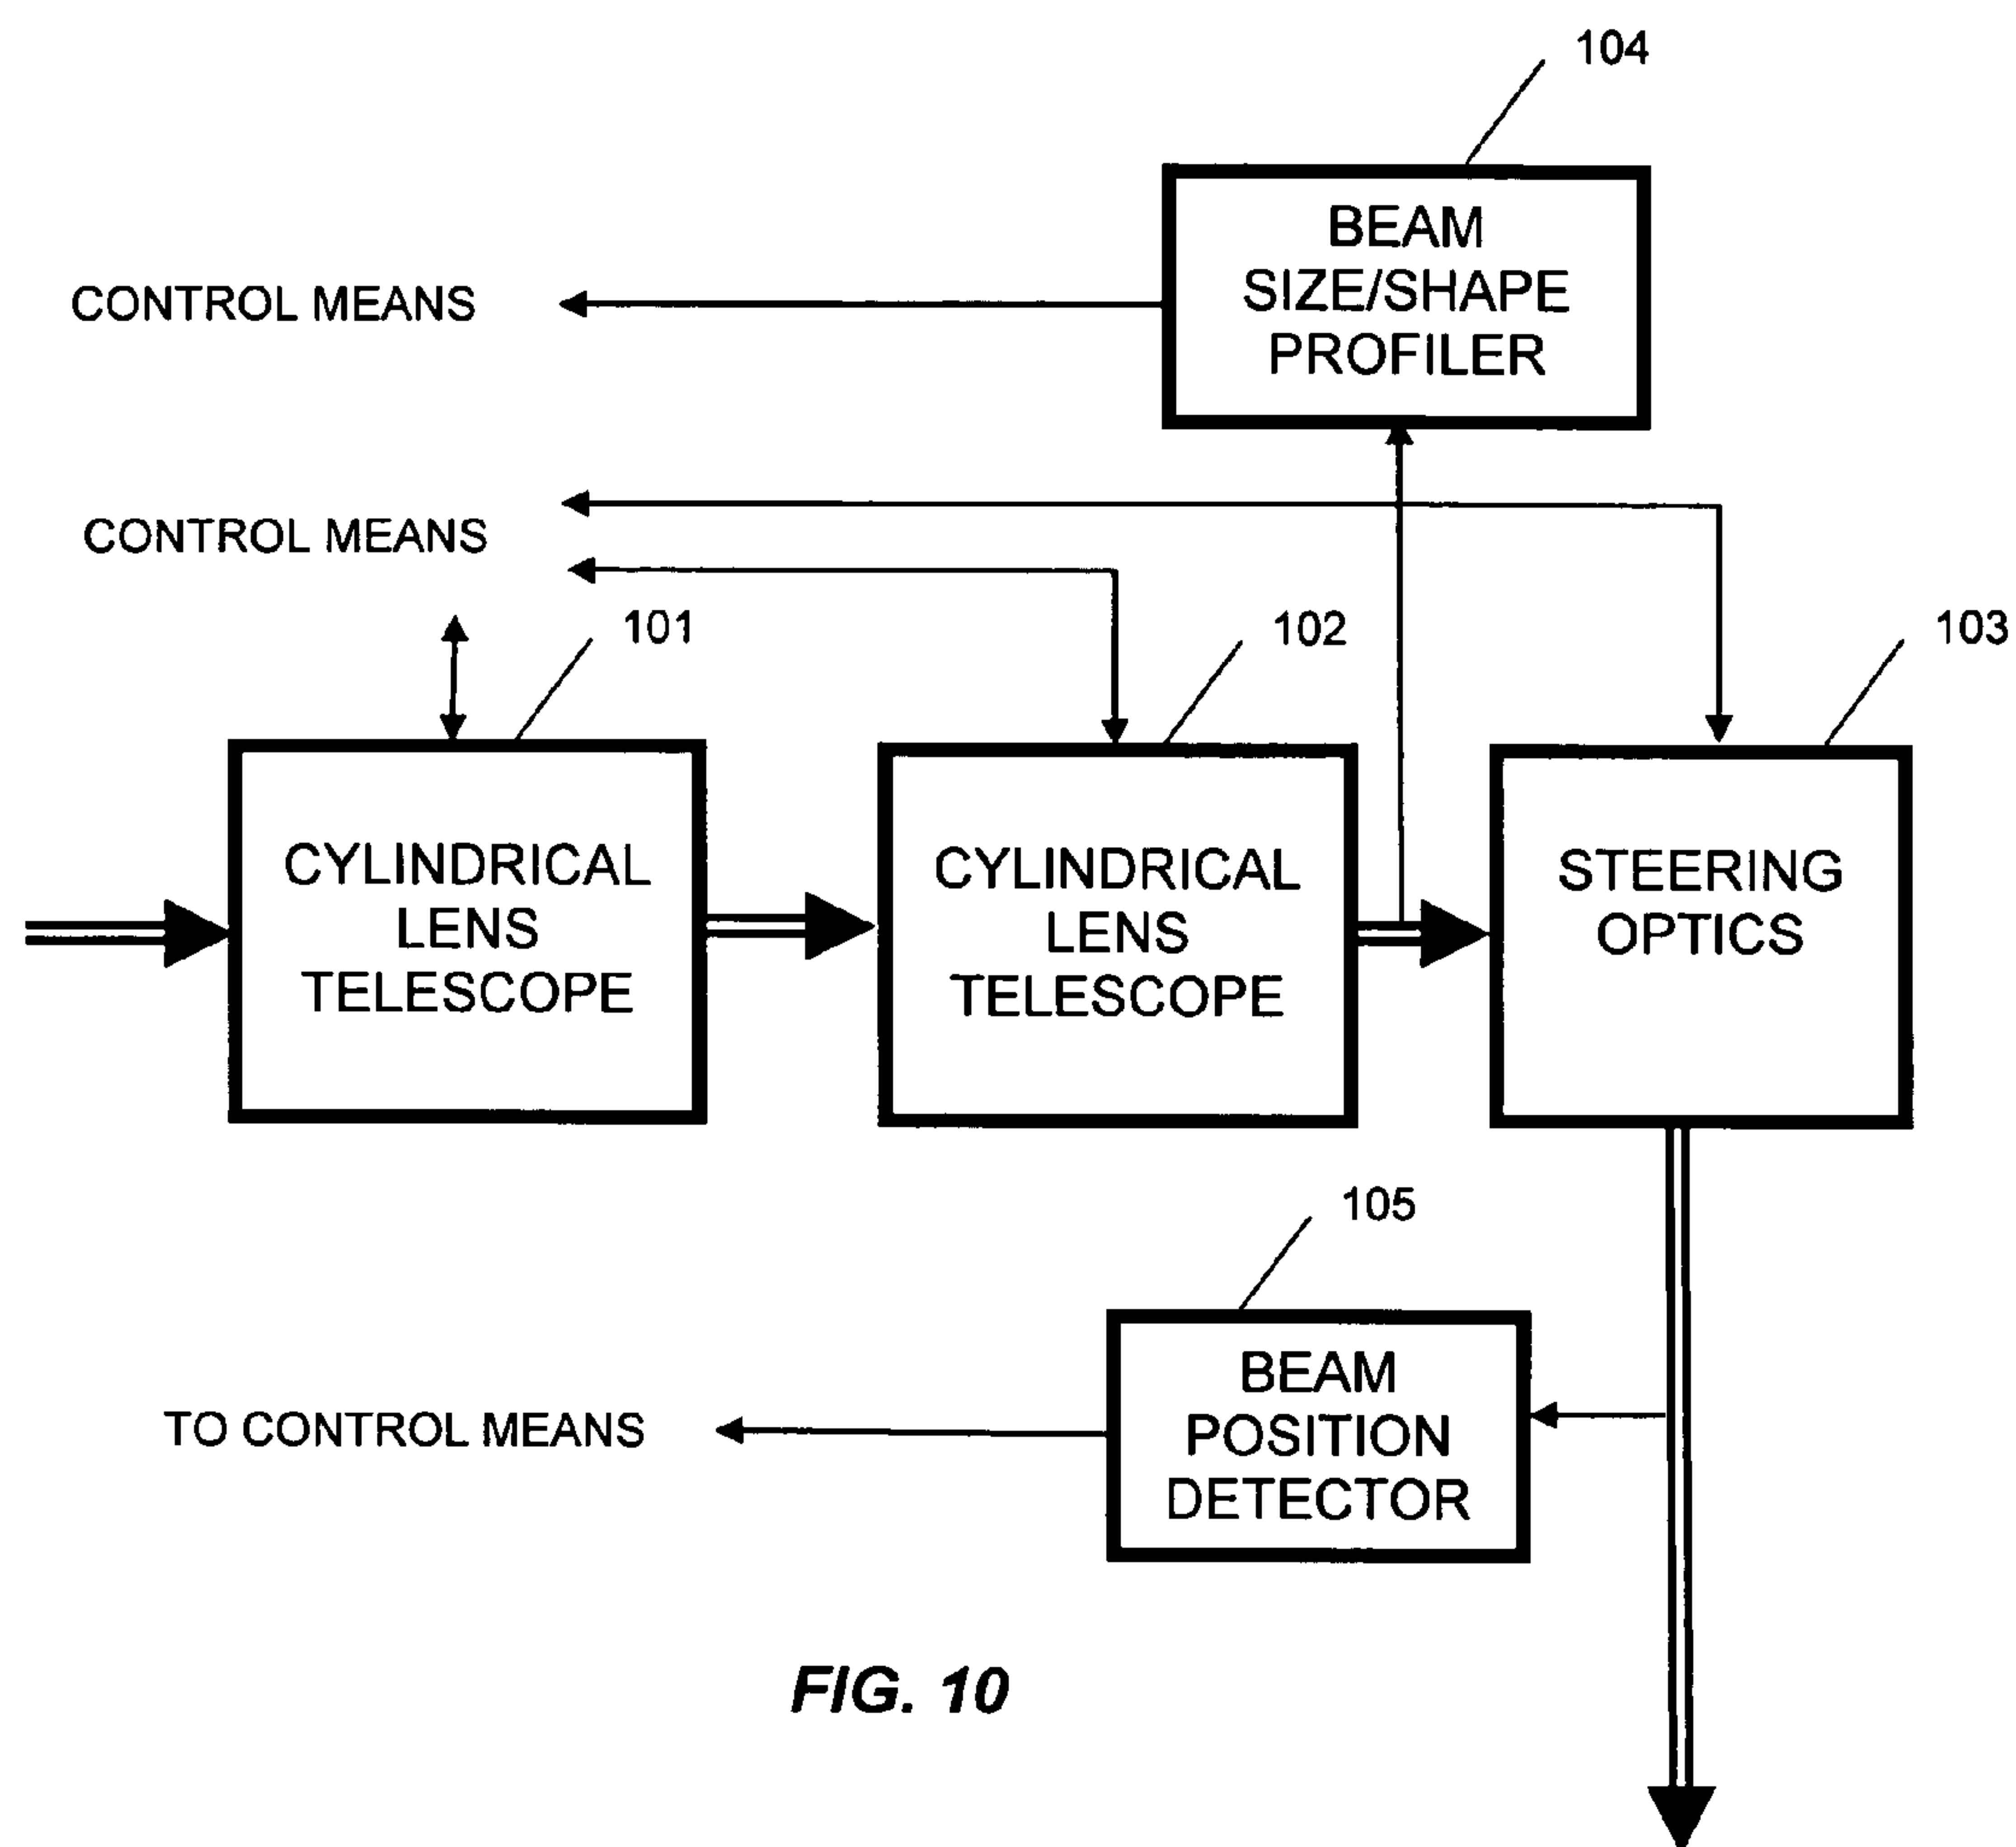 104
BEAM
SIZE/SHAPE
PROFILER
CONTROL MEANS
CONTROL MEANS
101
102
103
CYLINDRICAL
LENS
TELESCOPE
CYLINDRICAL
LENS
TELESCOPE
STEERING
OPTICS
105
BEAM
POSITION
DETECTOR
TO CONTROL MEANS
FIG. 10